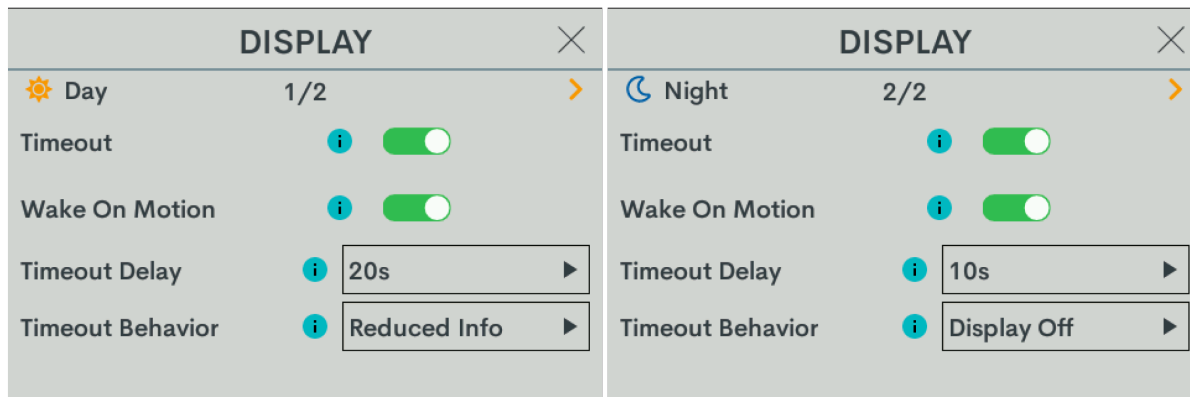 DISPLAY
Day 1/2
Timeout i
Wake On Motion i
Timeout Delay i 20s
Timeout Behavior i Reduced Info
DISPLAY
Night 2/2
Timeout i
Wake On Motion i
Timeout Delay i 10s
Timeout Behavior i Display Off